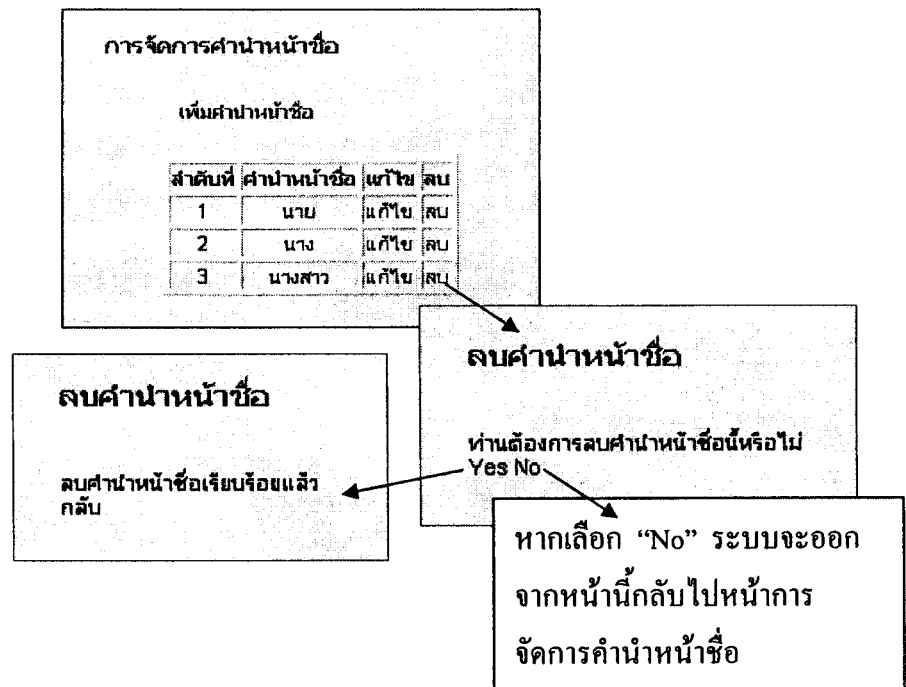 การจัดการคำนำหน้าชื่อ
เพิ่มคำนำหน้าชื่อ
ลำดับที่ คำนำหน้าชื่อ แก้ไข ลบ
1 นาย แก้ไข ลบ
2 นาง แก้ไข ลบ
3 นางสาว แก้ไข ลบ
ลบคำนำหน้าชื่อ
ท่านต้องการลบคำนำหน้าชื่อนี้หรือไม่
Yes No
ลบคำนำหน้าชื่อ
ลบคำนำหน้าชื่อเรียบร้อยแล้ว
กลับ
หากเลือก “No” ระบบจะออก
จากหน้านี้กลับไปหน้าการ
จัดการคำนำหน้าชื่อ